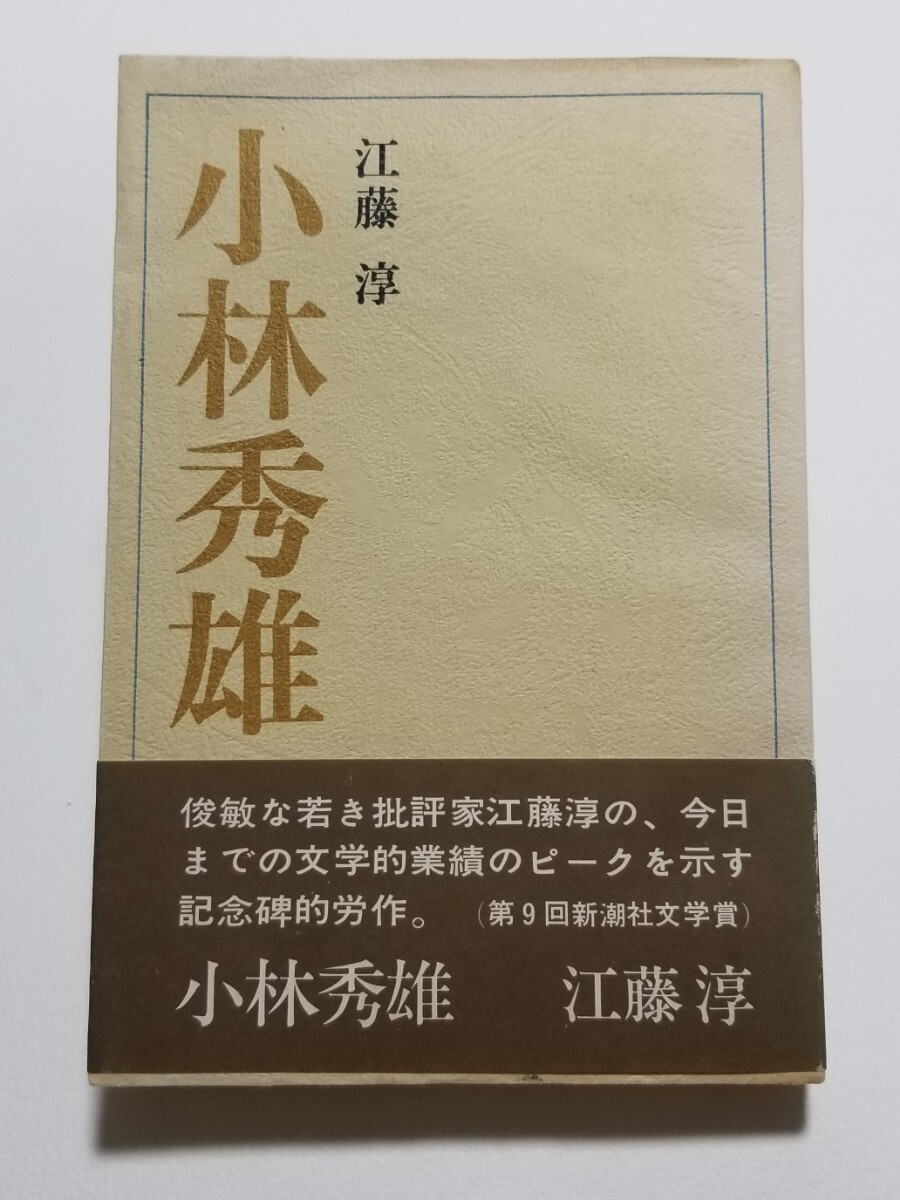 江藤 淳
小林秀雄
俊敏な若き批評家江藤淳の、今日
までの文学的業績のピークを示す
記念碑的労作。（第9回新潮社文学賞）
小林秀雄 江藤 淳